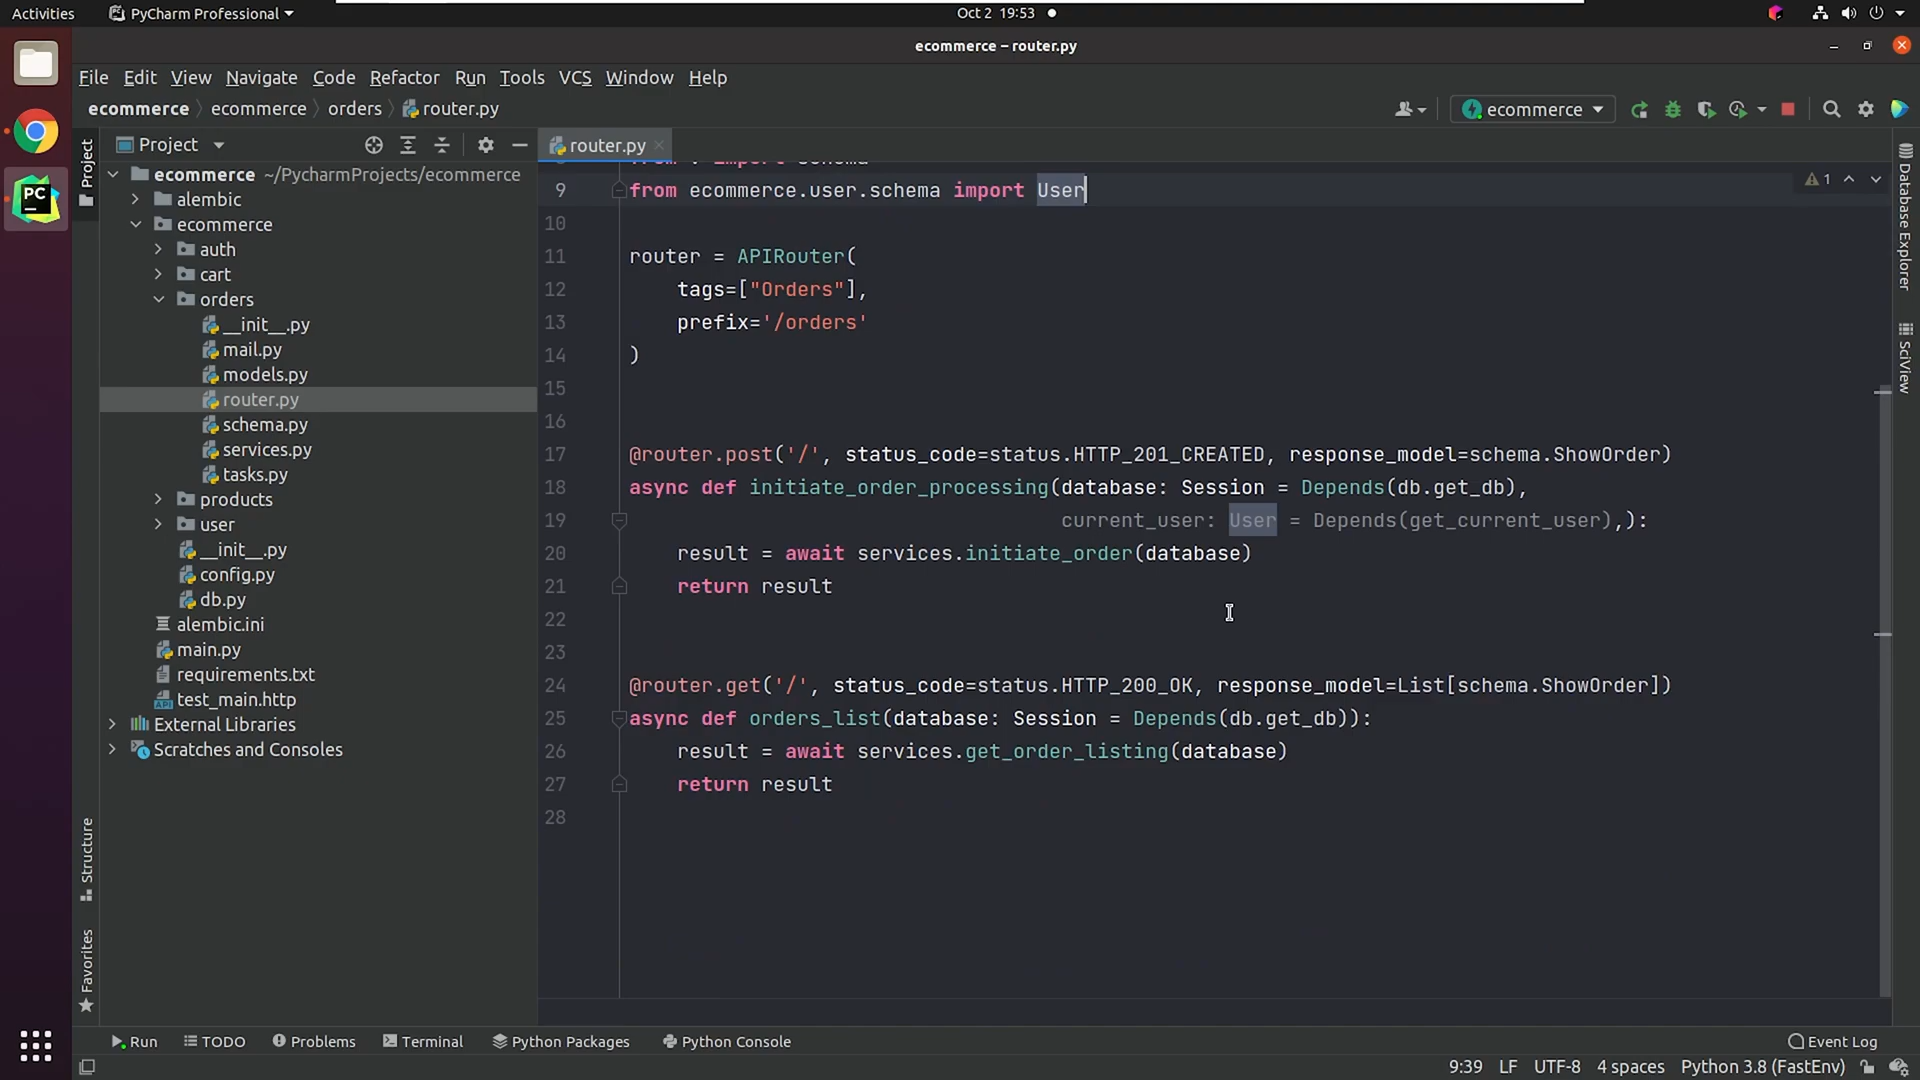 Activities
PyCharm Professional
Oct 2 19:53
ecommerce – router.py
File Edit View Navigate Code Refactor Run Tools VCS Window Help
ecommerce ecommerce orders router.py
ecommerce
Project
Project
router.py
ecommerce ~/PycharmProjects/ecommerce
alembic
ecommerce
auth
cart
orders
__init__.py
mail.py
models.py
router.py
schema.py
services.py
tasks.py
products
user
__init__.py
config.py
db.py
alembic.ini
main.py
requirements.txt
test_main.http
External Libraries
Scratches and Consoles
Structure
Favorites
from . import schema
9 from ecommerce.user.schema import User
10
11 router = APIRouter(
12 tags=["Orders"],
13 prefix='/orders'
14 )
15
16
17 @router.post('/', status_code=status.HTTP_201_CREATED, response_model=schema.ShowOrder)
18 async def initiate_order_processing(database: Session = Depends(db.get_db),
19 current_user: User = Depends(get_current_user),):
20 result = await services.initiate_order(database)
21 return result
22
23
24 @router.get('/', status_code=status.HTTP_200_OK, response_model=List[schema.ShowOrder])
25 async def orders_list(database: Session = Depends(db.get_db)):
26 result = await services.get_order_listing(database)
27 return result
28
1
Database Explorer
SciView
Run TODO Problems Terminal Python Packages Python Console
Event Log
9:39 LF UTF-8 4 spaces Python 3.8 (FastEnv)